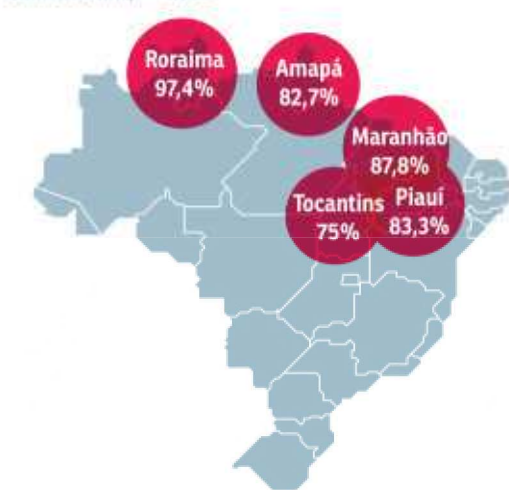 Roraima
97,4%
Amapá
82,7%
Maranhão
87,8%
Tocantins
75%
Piauí
83,3%